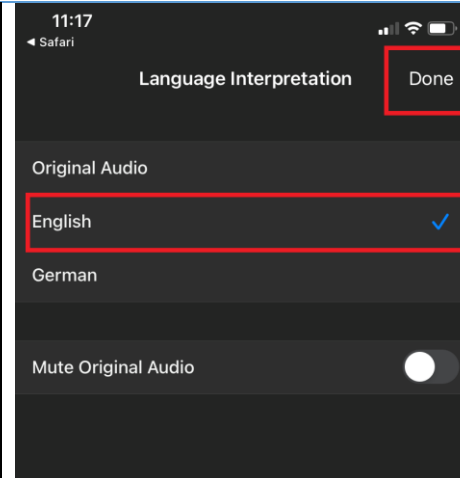 11:17
◄ Safari
Language Interpretation Done
Original Audio
English
German
Mute Original Audio